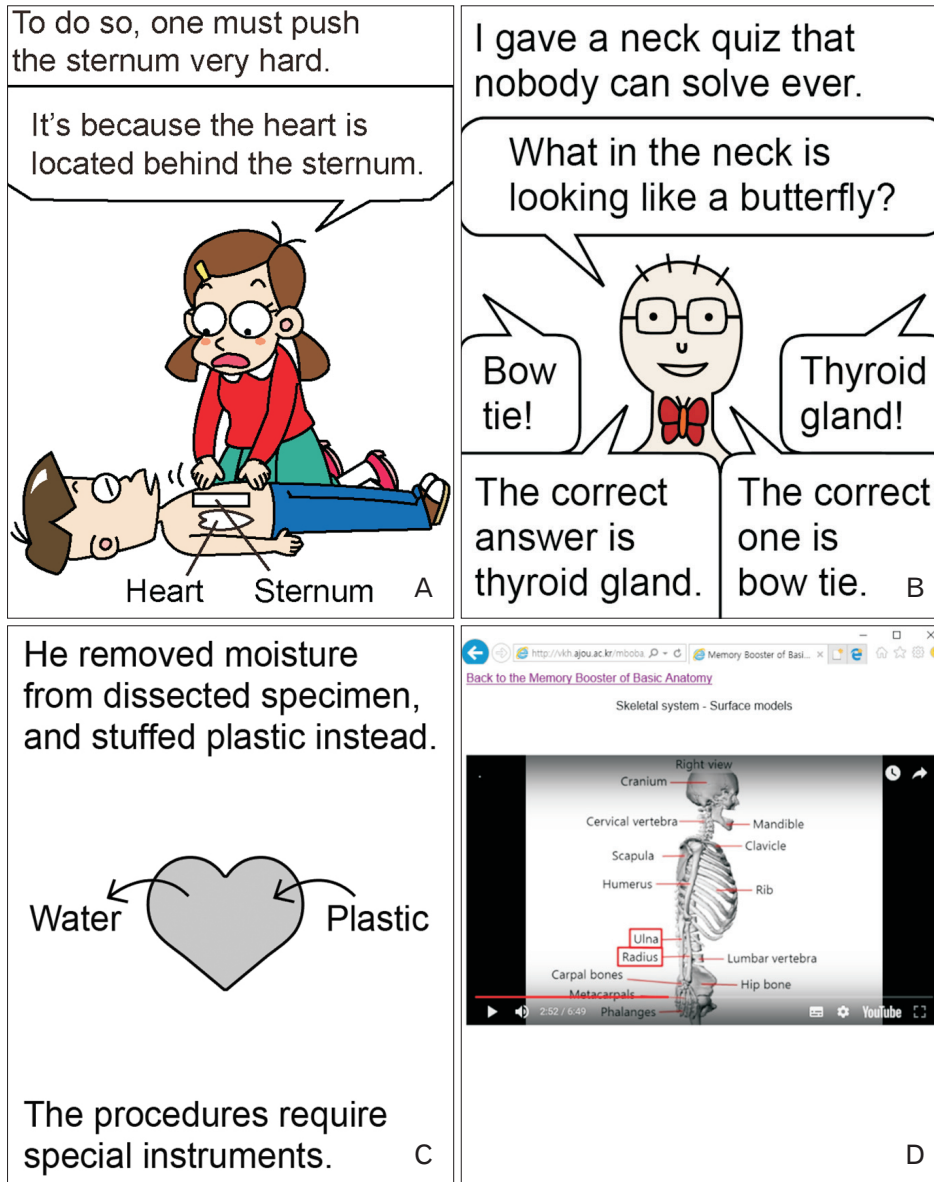 To do so, one must push
the sternum very hard.
It's because the heart is
located behind the sternum.
Heart
Sternum
A
I gave a neck quiz that
nobody can solve ever.
What in the neck is
looking like a butterfly?
Bow
tie!
Thyroid
gland!
The correct
answer is
thyroid gland.
The correct
one is
bow tie.
B
He removed moisture
from dissected specimen,
and stuffed plastic instead.
Water
Plastic
The procedures require
special instruments.
C
http://vkh.ajou.ac.kr/mboba
Memory Booster of Basi...
Back to the Memory Booster of Basic Anatomy
Skeletal system - Surface models
Right view
Cranium
Cervical vertebra
Mandible
Clavicle
Scapula
Humerus
Rib
Ulna
Radius
Lumbar vertebra
Carpal bones
Hip bone
Metacarpals
2:52 / 6:49
Phalanges
YouTube
D